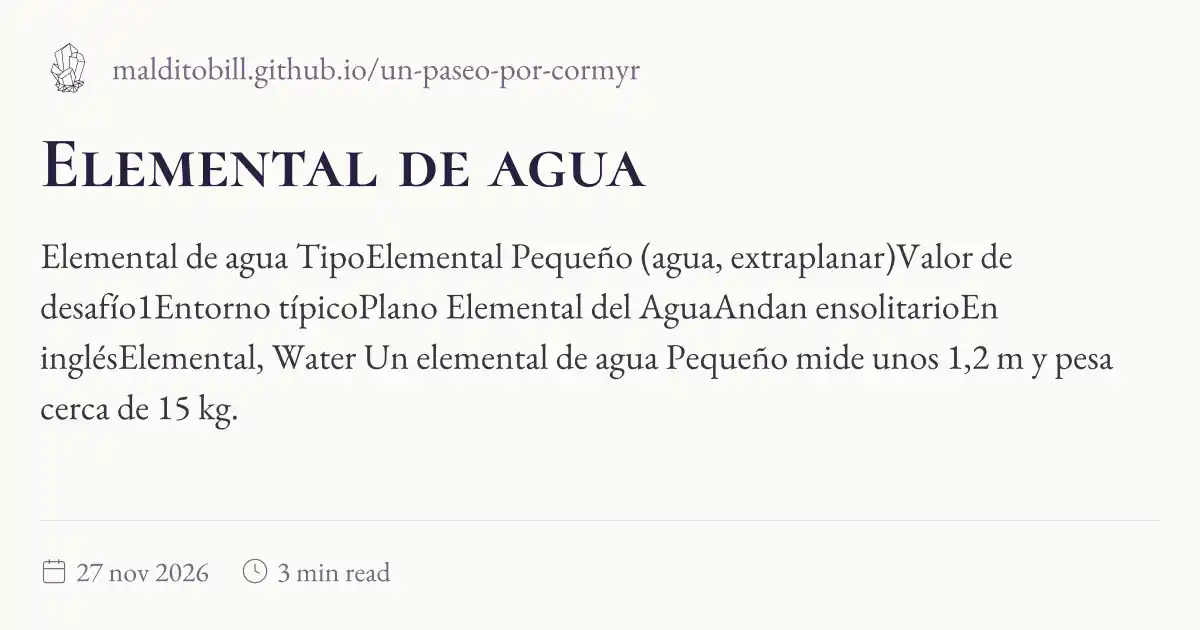 malditobill.github.io/un-paseo-por-cormyr
Elemental de agua
Elemental de agua TipoElemental Pequeño (agua, extraplanar)Valor de
desafío1Entorno típicoPlano Elemental del AguaAndan ensolitarioEn
inglésElemental, Water Un elemental de agua Pequeño mide unos 1,2 m y pesa
cerca de 15 kg.
27 nov 2026 3 min read